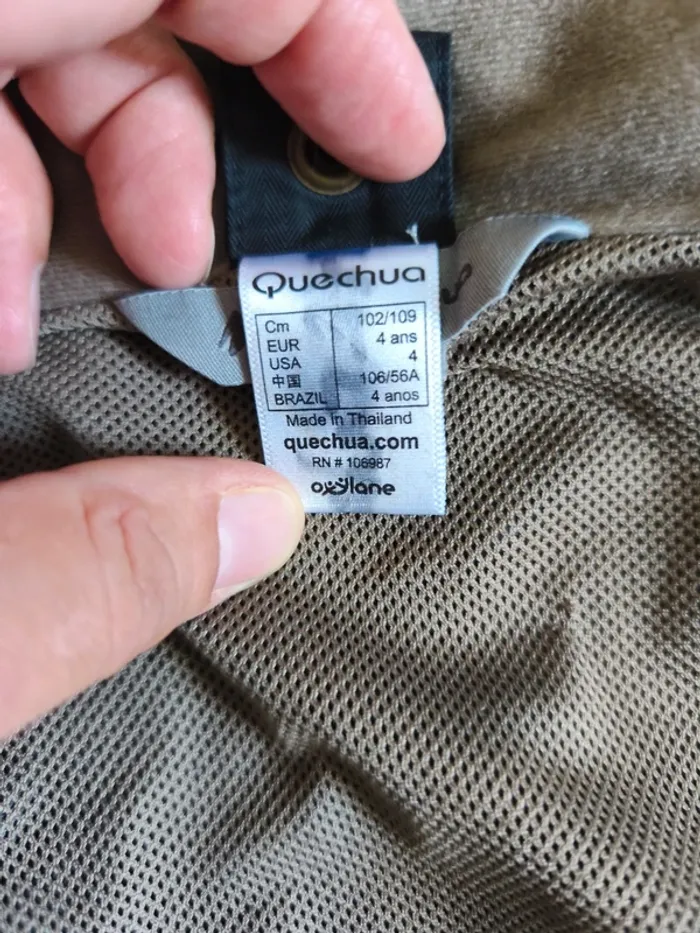 Quechua
Cm 102/109
EUR 4 ans
USA 4
中国 106/56A
BRAZIL 4 anos
Made in Thailand
quechua.com
RN # 106987
oxylane